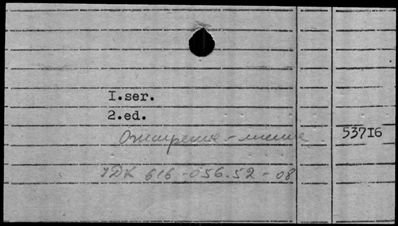 I.ser.
2.ed.
Ожирение - лечение 53716
УДК 616-056.52-08